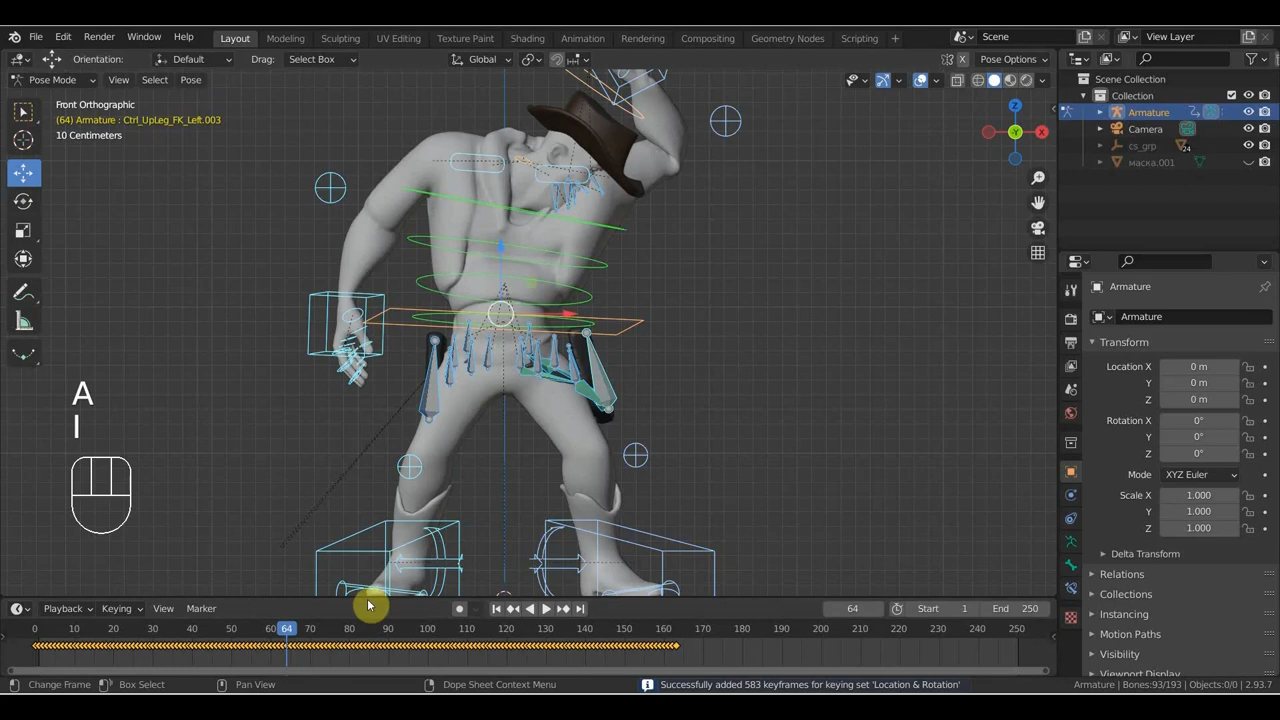 File Edit Render Window Help Layout Modeling Sculpting UV Editing Texture Paint Shading Animation Rendering Compositing Geometry Nodes Scripting + Scene View Layer
Orientation: Default Drag: Select Box Global X Pose Options
Pose Mode View Select Pose
Scene Collection
Collection
Armature
Camera
cs_grp 24
маска.001
Front Orthographic
(64) Armature : Ctrl_UpLeg_FK_Left.003
10 Centimeters
Z
Y
X
A
I
Armature
Armature
Transform
Location X 0 m
Y 0 m
Z 0 m
Rotation X 0°
Y 0°
Z 0°
Mode XYZ Euler
Scale X 1.000
Y 1.000
Z 1.000
Delta Transform
Relations
Collections
Instancing
Motion Paths
Visibility
Viewport Display
Playback Keying View Marker 64 Start 1 End 250
0 10 20 30 40 50 64 70 80 90 100 110 120 130 140 150 160 170 180 190 200 210 220 230 240 250
Change Frame Box Select Pan View Dope Sheet Context Menu Successfully added 583 keyframes for keying set 'Location & Rotation' Armature | Bones:93/193 | Objects:0/0 | 2.93.7